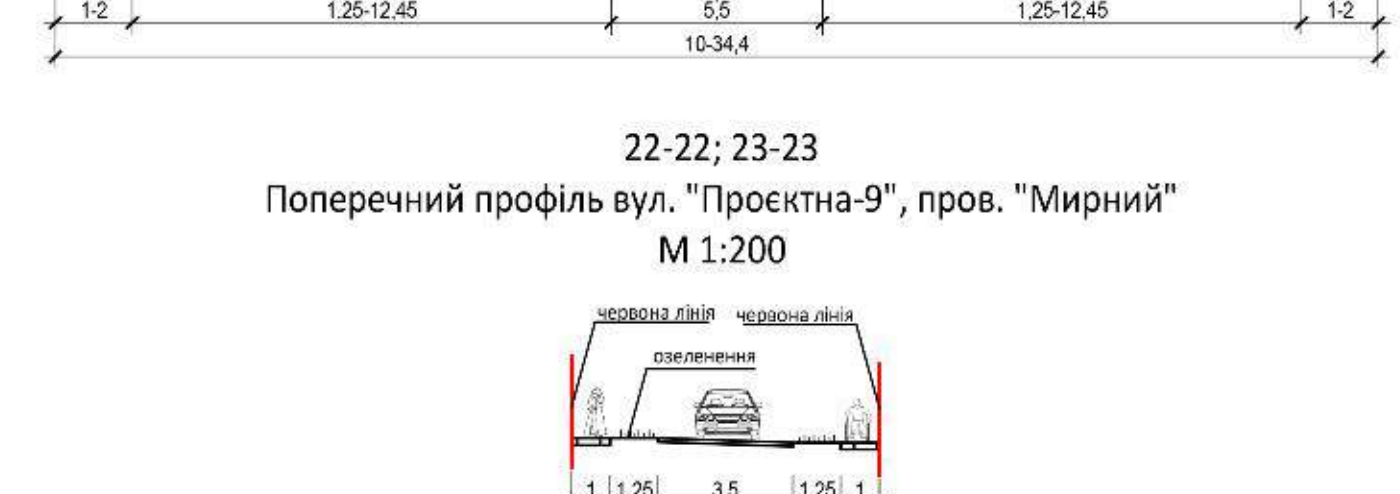 1-2 1.25-12,45 5,5 1,25-12,45 1-2
10-34,4
22-22; 23-23
Поперечний профіль вул. "Проєктна-9", пров. "Мирний"
М 1:200
червона лінія червона лінія
озеленення
1 1,25 3,5 1,25 1